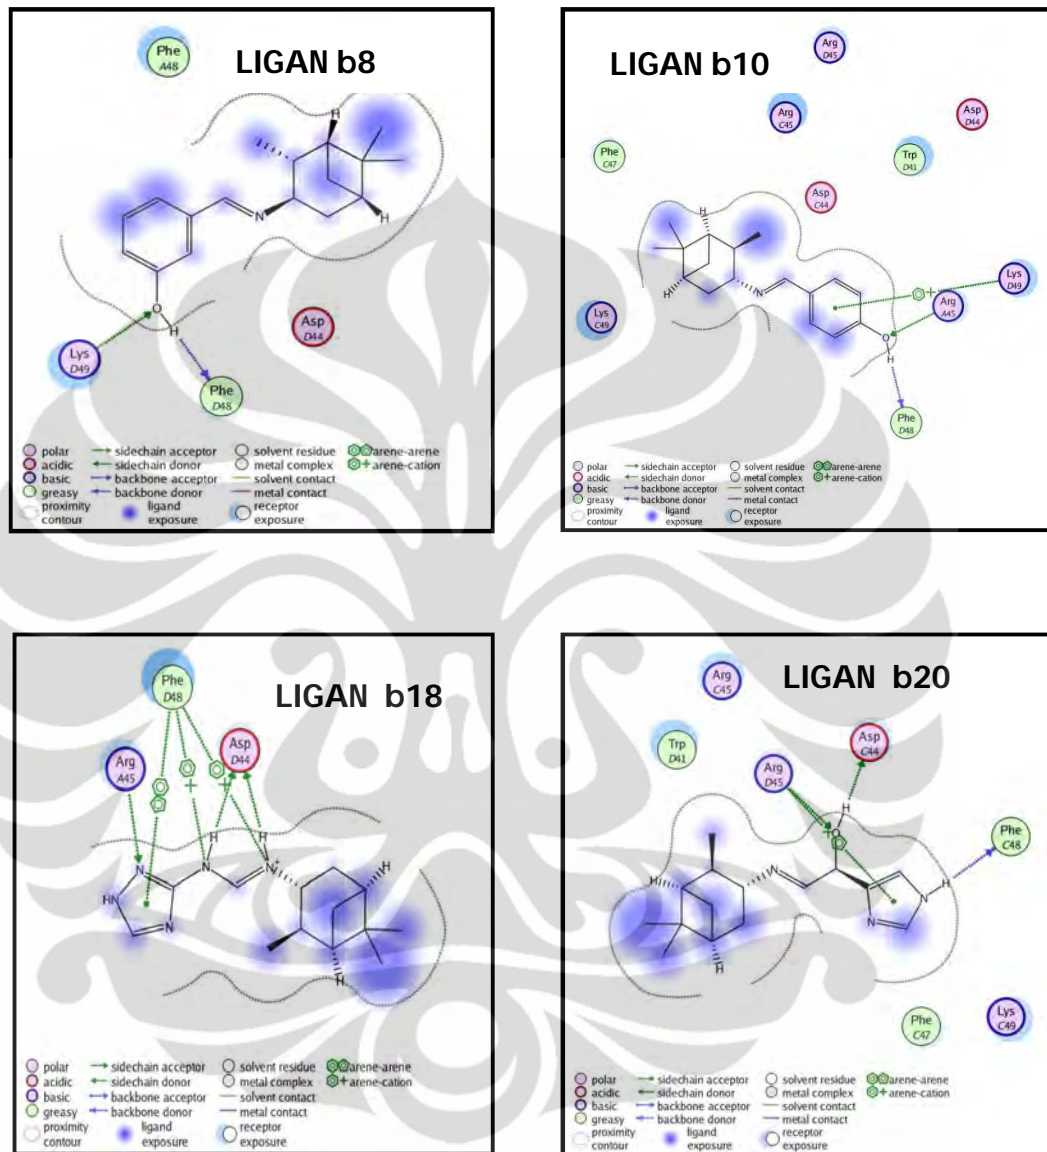 LIGAN b8
Phe
A48
Lys
D49
Phe
D48
Asp
D44
O
H
N
H
H
polar
acidic
basic
greasy
proximity
contour
sidechain acceptor
sidechain donor
backbone acceptor
backbone donor
ligand
exposure
solvent residue
metal complex
solvent contact
metal contact
receptor
exposure
arene-arene
arene-cation
LIGAN b10
Arg
D45
Arg
C45
Asp
D44
Phe
C47
Trp
D41
Asp
C44
Lys
D49
Arg
A45
Lys
C49
Phe
D48
H
H
N
O
H
+
polar
acidic
basic
greasy
proximity
contour
sidechain acceptor
sidechain donor
backbone acceptor
backbone donor
ligand
exposure
solvent residue
metal complex
solvent contact
metal contact
receptor
exposure
arene-arene
arene-cation
LIGAN b18
Phe
D48
Arg
A45
Asp
D44
+
+
H
H
N
N
N+
HN
N
H
H
polar
acidic
basic
greasy
proximity
contour
sidechain acceptor
sidechain donor
backbone acceptor
backbone donor
ligand
exposure
solvent residue
metal complex
solvent contact
metal contact
receptor
exposure
arene-arene
arene-cation
LIGAN b20
Arg
C45
Trp
D41
Arg
D45
Asp
C44
Phe
C48
Phe
C47
Lys
C49
H
O
+
N
N
H
N
H
H
polar
acidic
basic
greasy
proximity
contour
sidechain acceptor
sidechain donor
backbone acceptor
backbone donor
ligand
exposure
solvent residue
metal complex
solvent contact
metal contact
receptor
exposure
arene-arene
arene-cation